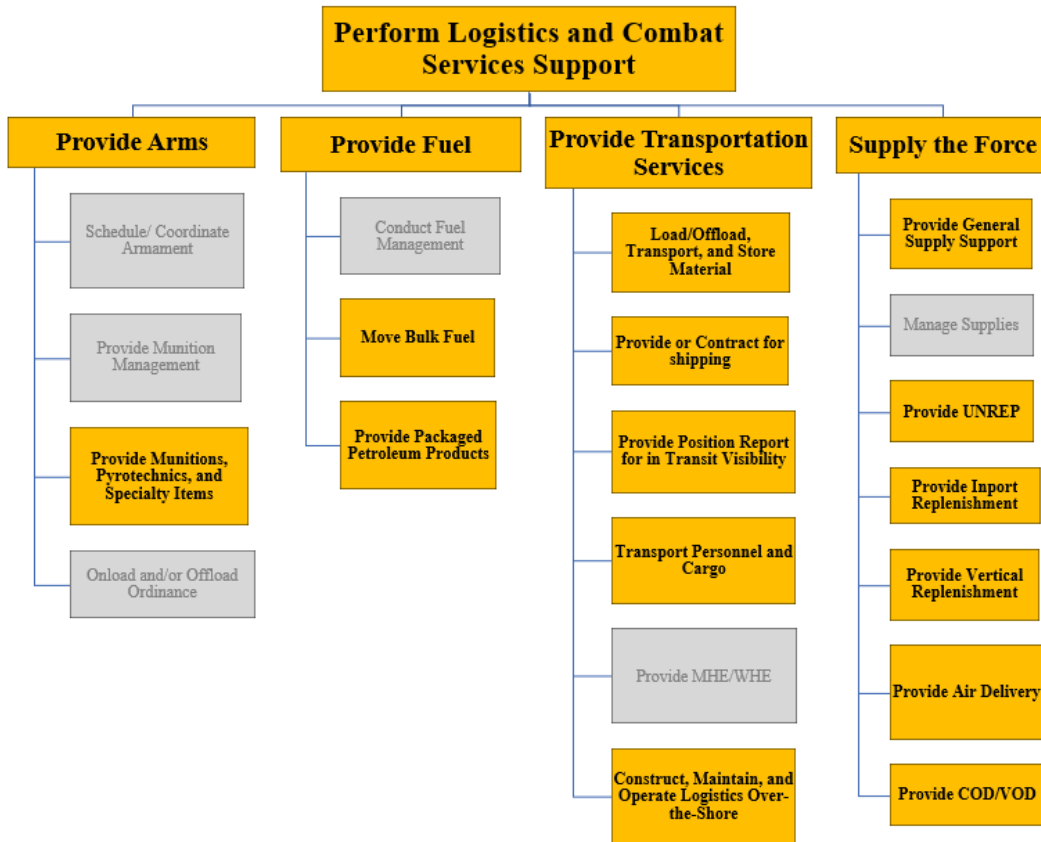 Perform Logistics and Combat
Services Support
Provide Arms
Schedule/ Coordinate
Armament
Provide Munition
Management
Provide Munitions,
Pyrotechnics, and
Specialty Items
Onload and/or Offload
Ordinance
Provide Fuel
Conduct Fuel
Management
Move Bulk Fuel
Provide Packaged
Petroleum Products
Provide Transportation
Services
Load/Offload,
Transport, and Store
Material
Provide or Contract for
shipping
Provide Position Report
for in Transit Visibility
Transport Personnel and
Cargo
Provide MHE/WHE
Construct, Maintain, and
Operate Logistics Over-
the-Shore
Supply the Force
Provide General
Supply Support
Manage Supplies
Provide UNREP
Provide Inport
Replenishment
Provide Vertical
Replenishment
Provide Air Delivery
Provide COD/VOD